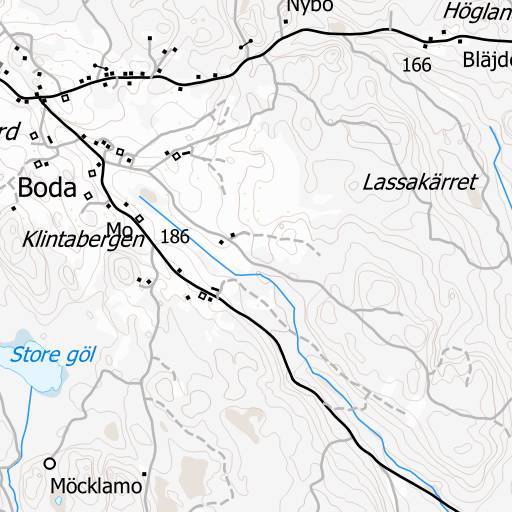 Nybo
Höglan
Bläjde
166
rd
Boda
Lassakärret
Mo
Klintabergen
186
Store göl
Möcklamo